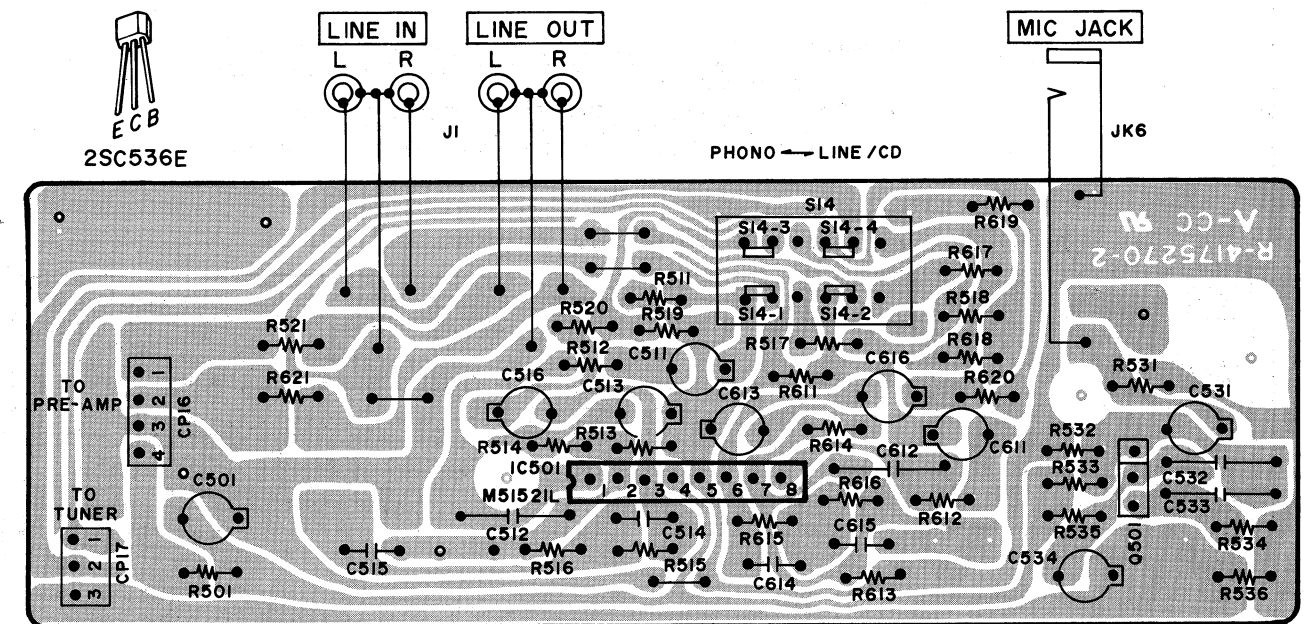 LINE IN
LINE OUT
MIC JACK
L
R
L
R
E C B
2SC536E
J1
JK6
PHONO ⟷ LINE/CD
S14
S14-3
S14-4
R619
A-CC
R-4175270-2
R617
R511
R518
R520
R519
S14-1
S14-2
R521
R512
C511
R517
C616
R618
R531
TO
PRE-AMP
1
2
3
4
CP16
R621
C516
C513
C613
R611
R620
C531
R514
R513
R614
C612
C611
R532
IC501
R533
C501
M51521L
1 2 3 4 5 6 7 8
R616
C532
C533
TO
TUNER
1
2
3
CP17
C512
C514
R615
C615
R612
R535
Q501
R534
C515
R516
R515
C614
R613
C534
R501
R536